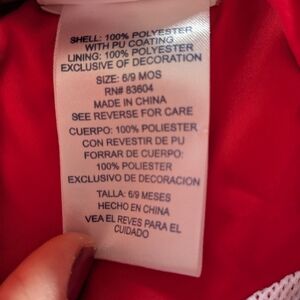 SHELL: 100% POLYESTER
WITH PU COATING
LINING: 100% POLYESTER
EXCLUSIVE OF DECORATION
SIZE: 6/9 MOS
RN# 83604
MADE IN CHINA
SEE REVERSE FOR CARE
CUERPO: 100% POLIESTER
CON REVESTIR DE PU
FORRAR DE CUERPO:
100% POLIESTER
EXCLUSIVO DE DECORACION
TALLA: 6/9 MESES
HECHO EN CHINA
VEA EL REVES PARA EL
CUIDADO